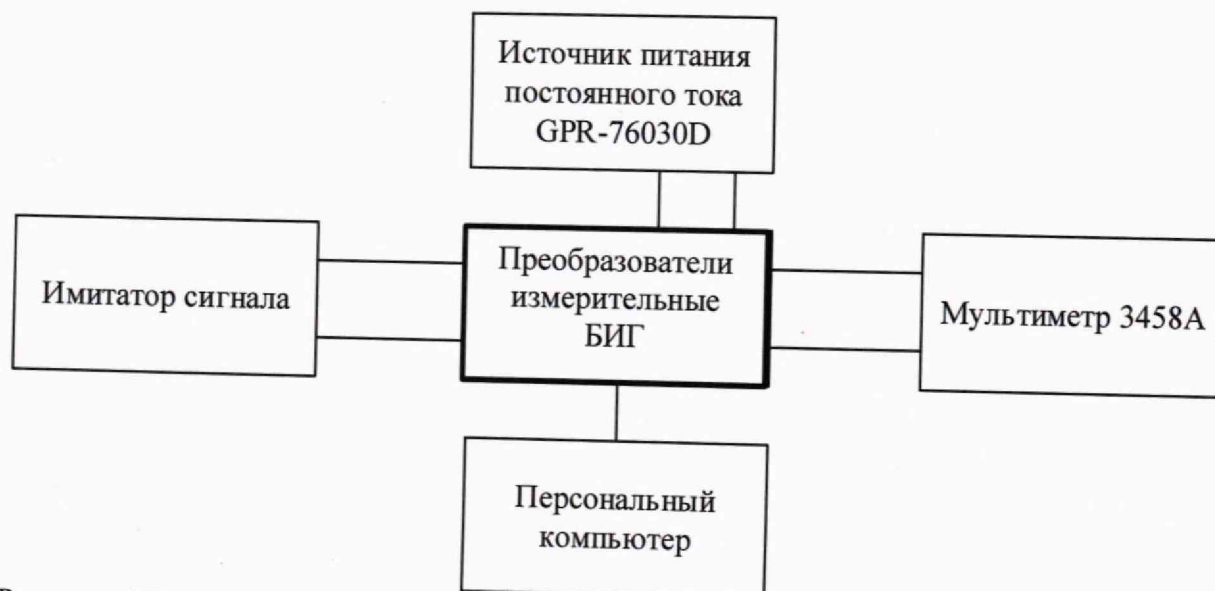 Источник питания
постоянного тока
GPR-76030D
Имитатор сигнала
Преобразователи
измерительные
БИГ
Мультиметр 3458А
Персональный
компьютер